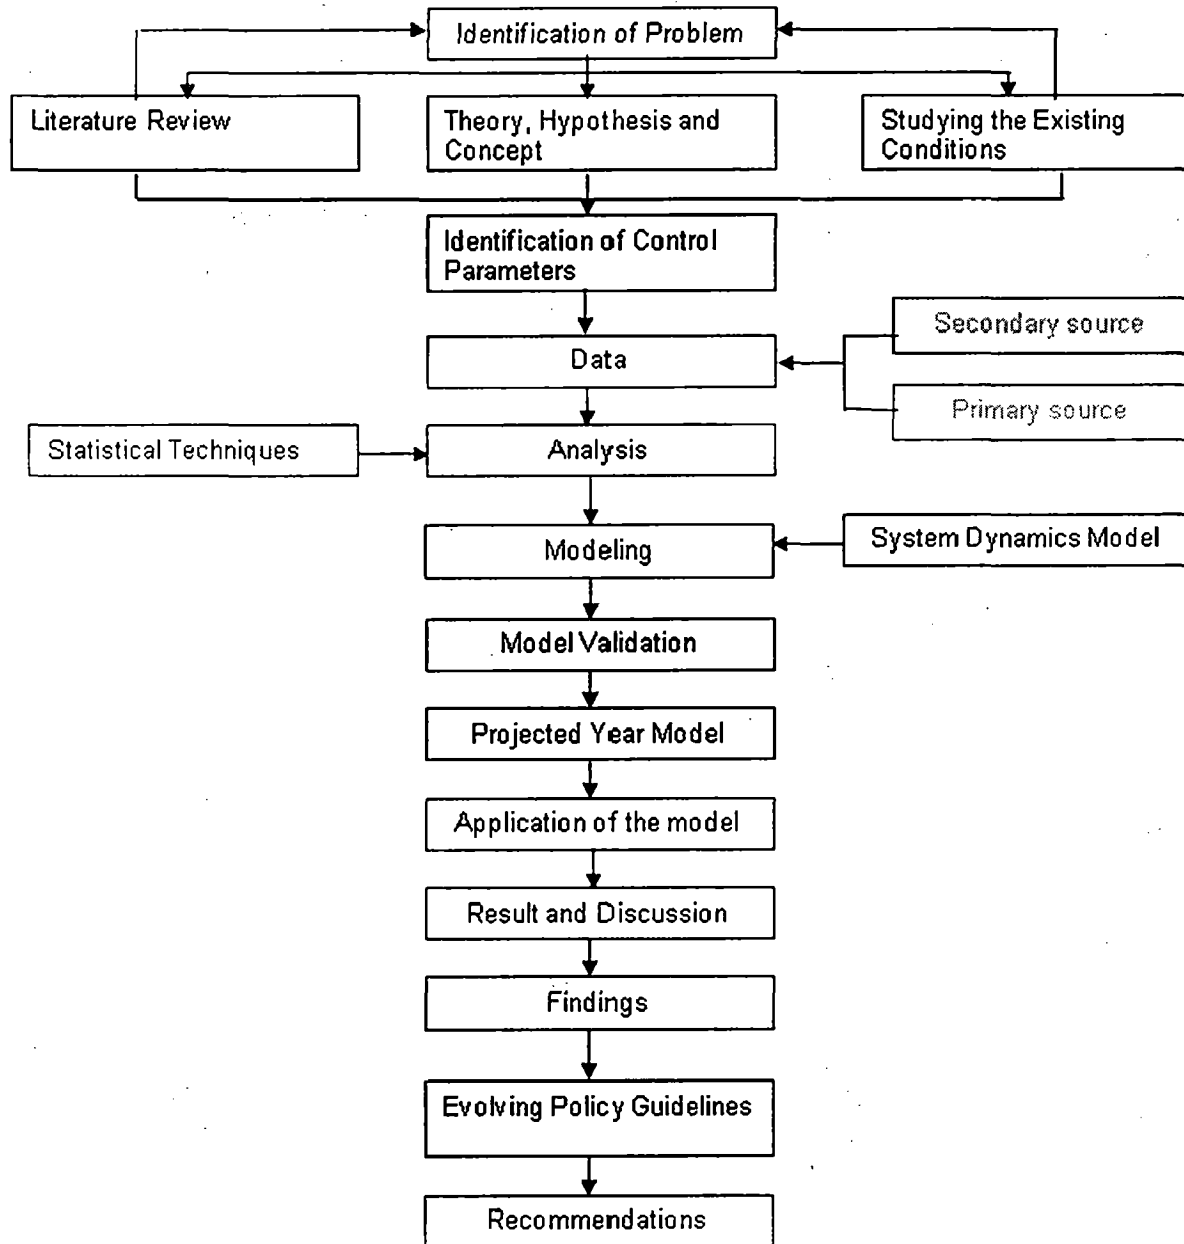 Identification of Problem
Literature Review
Theory, Hypothesis and
Concept
Studying the Existing
Conditions
Identification of Control
Parameters
Secondary source
Data
Primary source
Statistical Techniques
Analysis
System Dynamics Model
Modeling
Model Validation
Projected Year Model
Application of the model
Result and Discussion
Findings
Evolving Policy Guidelines
Recommendations